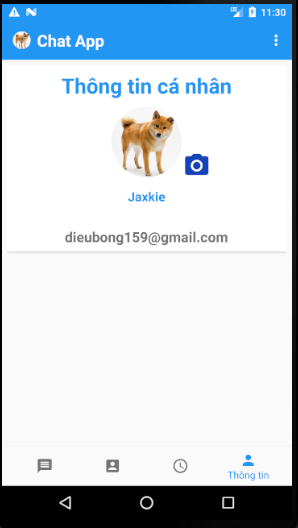 11:30
Chat App
Thông tin cá nhân
Jaxkie
dieubong159@gmail.com
Thông tin